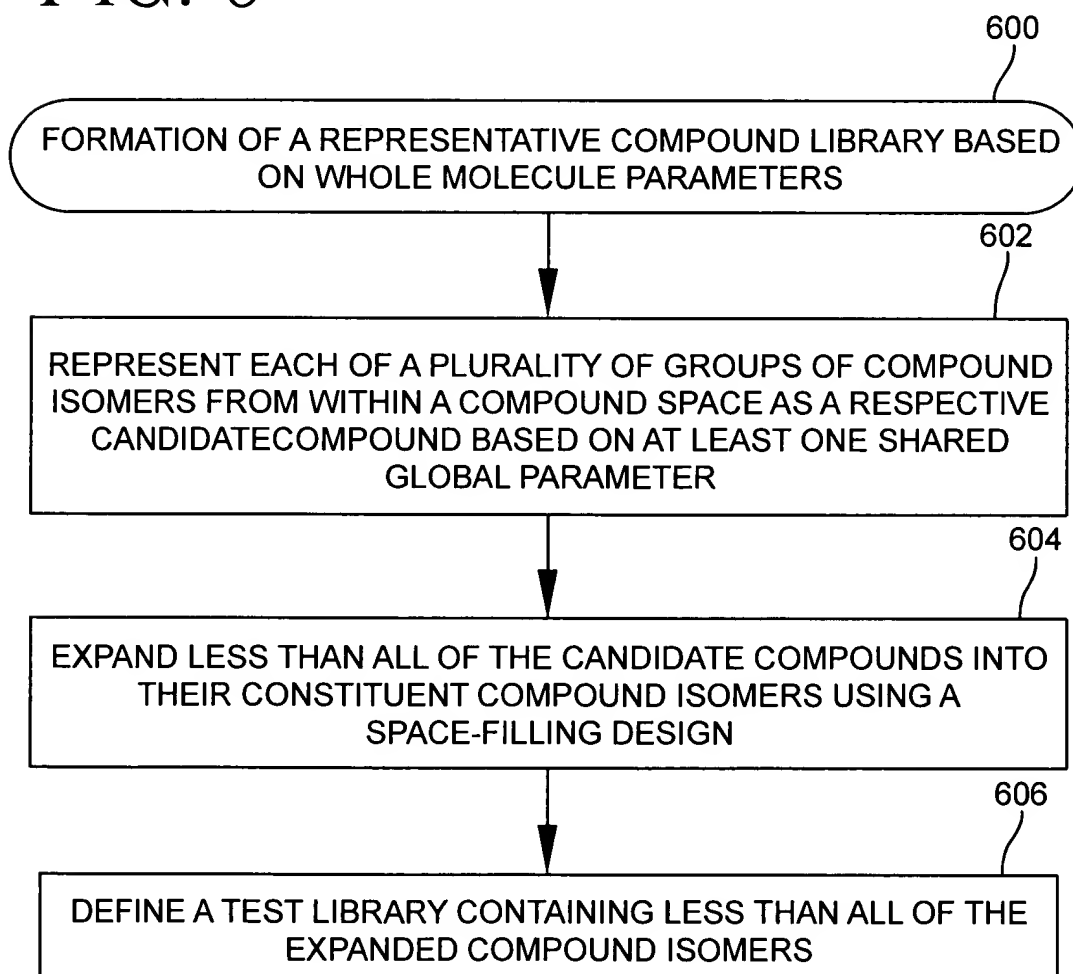 FIG. 6
600
FORMATION OF A REPRESENTATIVE COMPOUND LIBRARY BASED
ON WHOLE MOLECULE PARAMETERS
602
REPRESENT EACH OF A PLURALITY OF GROUPS OF COMPOUND
ISOMERS FROM WITHIN A COMPOUND SPACE AS A RESPECTIVE
CANDIDATECOMPOUND BASED ON AT LEAST ONE SHARED
GLOBAL PARAMETER
604
EXPAND LESS THAN ALL OF THE CANDIDATE COMPOUNDS INTO
THEIR CONSTITUENT COMPOUND ISOMERS USING A
SPACE-FILLING DESIGN
606
DEFINE A TEST LIBRARY CONTAINING LESS THAN ALL OF THE
EXPANDED COMPOUND ISOMERS